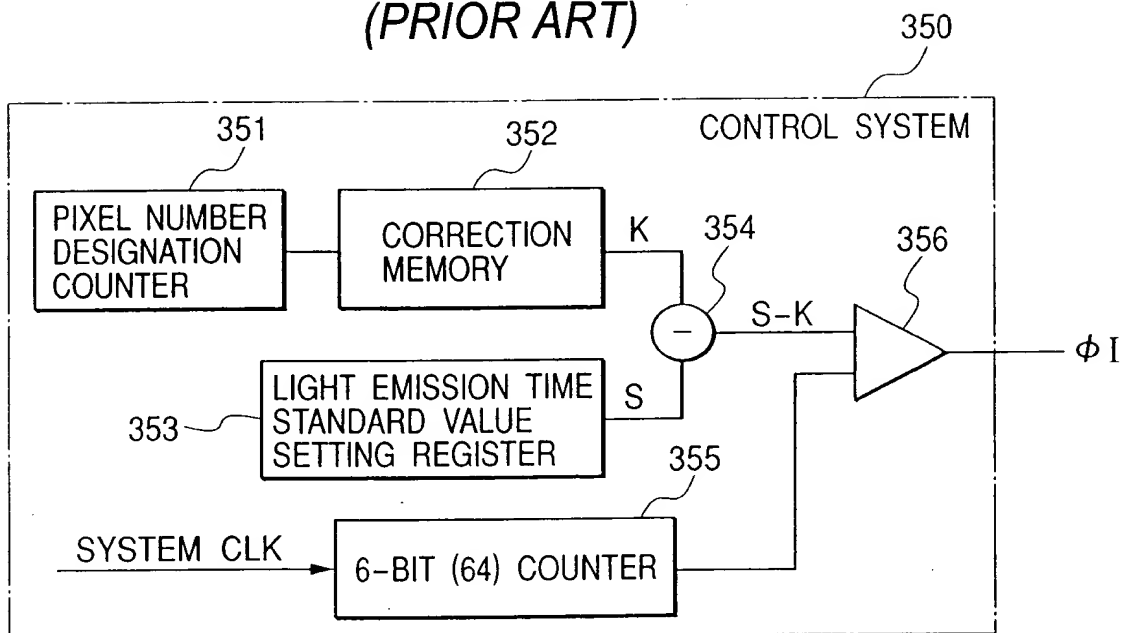 (PRIOR ART)
350
CONTROL SYSTEM
351
352
PIXEL NUMBER
DESIGNATION
COUNTER
CORRECTION
MEMORY
K
354
356
S-K
ΦI
353
LIGHT EMISSION TIME
STANDARD VALUE
SETTING REGISTER
S
355
SYSTEM CLK
6-BIT (64) COUNTER